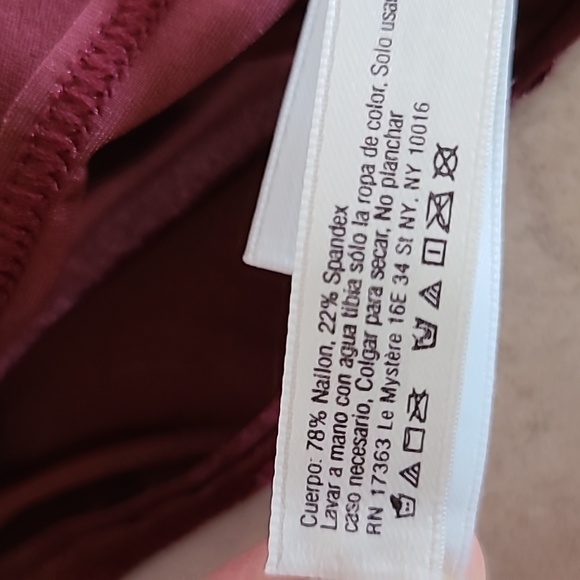 Cuerpo: 78% Nailon, 22% Spandex
Lavar a mano con agua tibia sólo la ropa de color. Solo usar
caso necesario, Colgar para secar, No planchar
RN 17363 Le Mystère 16E 34 St NY. NY 10016